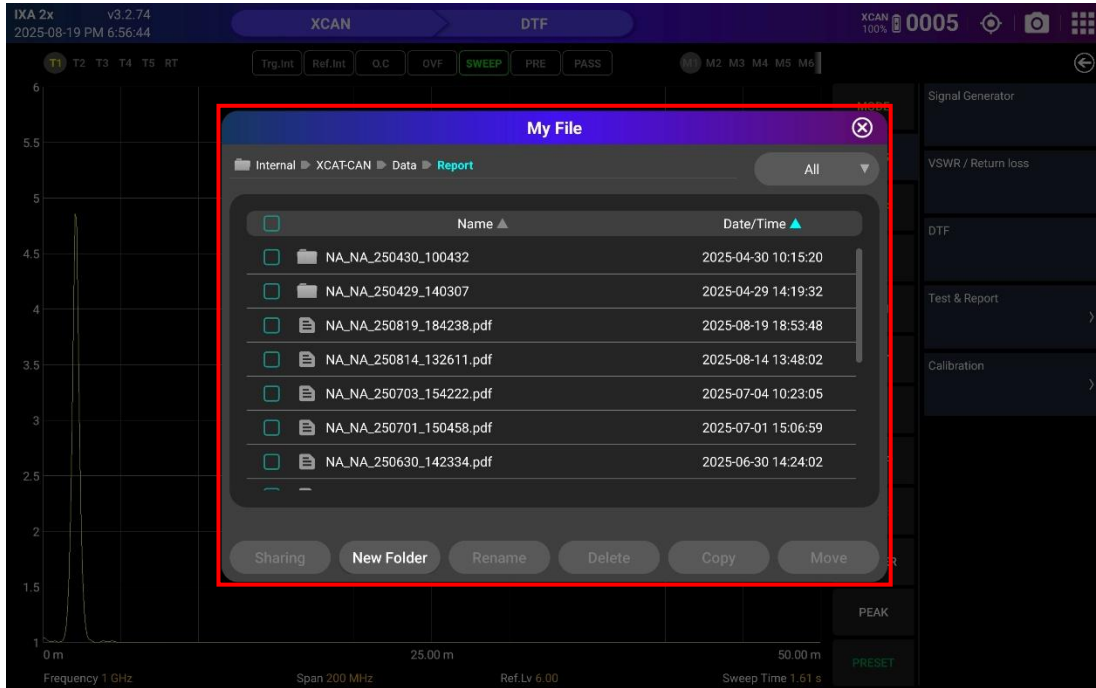 IXA 2x v3.2.74 XCAN DTF XCAN 100% 0005
2025-08-19 PM 6:56:44
T1 T2 T3 T4 T5 RT Trg.Int Ref.Int O.C OVF SWEEP PRE PASS M1 M2 M3 M4 M5 M6
6
5.5
5
4.5
4
3.5
3
2.5
2
1.5
1
My File
Internal XCAT-CAN Data Report All
Name Date/Time
NA_NA_250430_100432 2025-04-30 10:15:20
NA_NA_250429_140307 2025-04-29 14:19:32
NA_NA_250819_184238.pdf 2025-08-19 18:53:48
NA_NA_250814_132611.pdf 2025-08-14 13:48:02
NA_NA_250703_154222.pdf 2025-07-04 10:23:05
NA_NA_250701_150458.pdf 2025-07-01 15:06:59
NA_NA_250630_142334.pdf 2025-06-30 14:24:02
Sharing New Folder Rename Delete Copy Move
MODE
PEAK
PRESET
Signal Generator
VSWR / Return loss
DTF
Test & Report
Calibration
0 m 25.00 m 50.00 m
Frequency 1 GHz Span 200 MHz Ref.Lv 6.00 Sweep Time 1.61 s